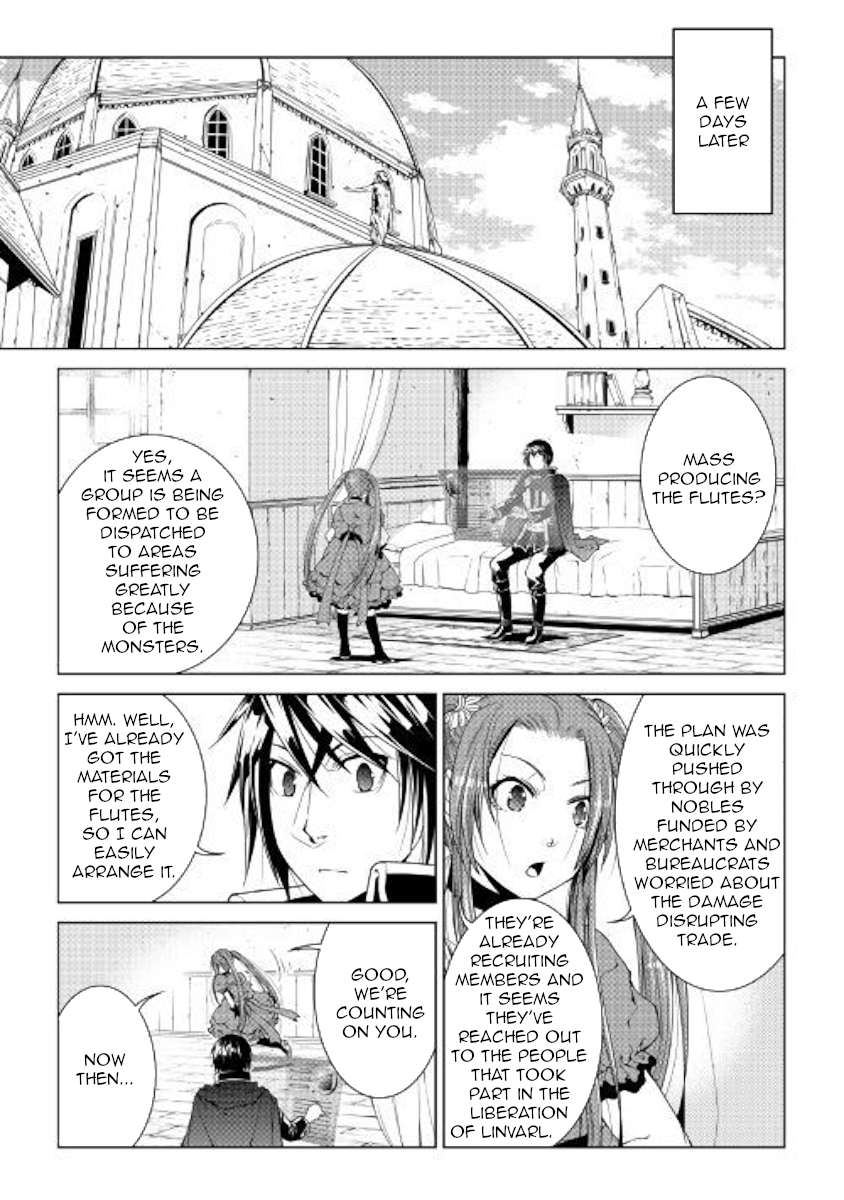 A FEW
DAYS
LATER
MASS
PRODUCING
THE FLUTES?
YES,
IT SEEMS A
GROUP IS BEING
FORMED TO BE
DISPATCHED
TO AREAS
SUFFERING
GREATLY
BECAUSE
OF THE
MONSTERS.
THE PLAN WAS
QUICKLY
PUSHED
THROUGH BY
NOBLES
FUNDED BY
MERCHANTS AND
BUREAUCRATS
WORRIED ABOUT
THE DAMAGE
DISRUPTING
TRADE.
THEY'RE
ALREADY
RECRUITING
MEMBERS AND
IT SEEMS
THEY'VE
REACHED OUT
TO THE PEOPLE
THAT TOOK
PART IN THE
LIBERATION
OF LINVARL.
HMM. WELL,
I'VE ALREADY
GOT THE
MATERIALS
FOR THE
FLUTES,
SO I CAN
EASILY
ARRANGE IT.
GOOD,
WE'RE
COUNTING
ON YOU.
NOW
THEN...